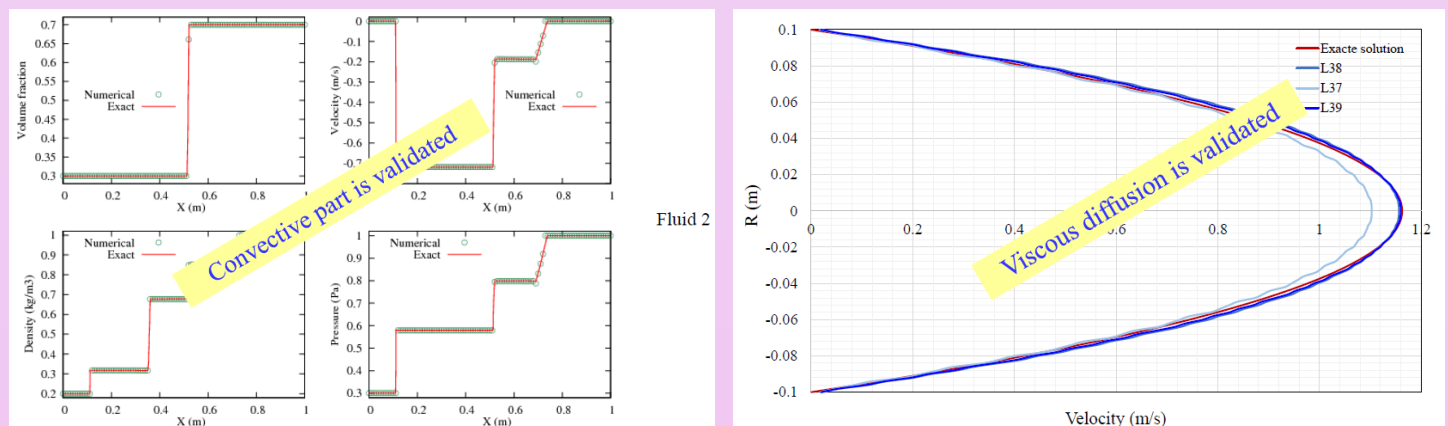 0.7
0.65
0.6
0.55
0.5
0.45
0.4
0.35
0.3
Volume fraction
Numerical
Exact
0 0.2 0.4 0.6 0.8 1
X (m)
0
-0.1
-0.2
-0.3
-0.4
-0.5
-0.6
-0.7
Velocity (m/s)
Numerical
Exact
0.4 0.6 0.8 1
X (m)
Convective part is validated
Fluid 2
1
0.9
0.8
0.7
0.6
0.5
0.4
0.3
0.2
Density (kg/m3)
Numerical
Exact
0 0.2 0.4 0.6 0.8 1
X (m)
1
0.9
0.8
0.7
0.6
0.5
0.4
0.3
Pressure (Pa)
Numerical
Exact
0 0.2 0.4 0.6 0.8 1
X (m)
0.1
0.08
0.06
0.04
0.02
0
-0.02
-0.04
-0.06
-0.08
-0.1
R (m)
Exacte solution
L38
L37
L39
Viscous diffusion is validated
0 0.2 0.4 0.6 0.8 1 12
Velocity (m/s)